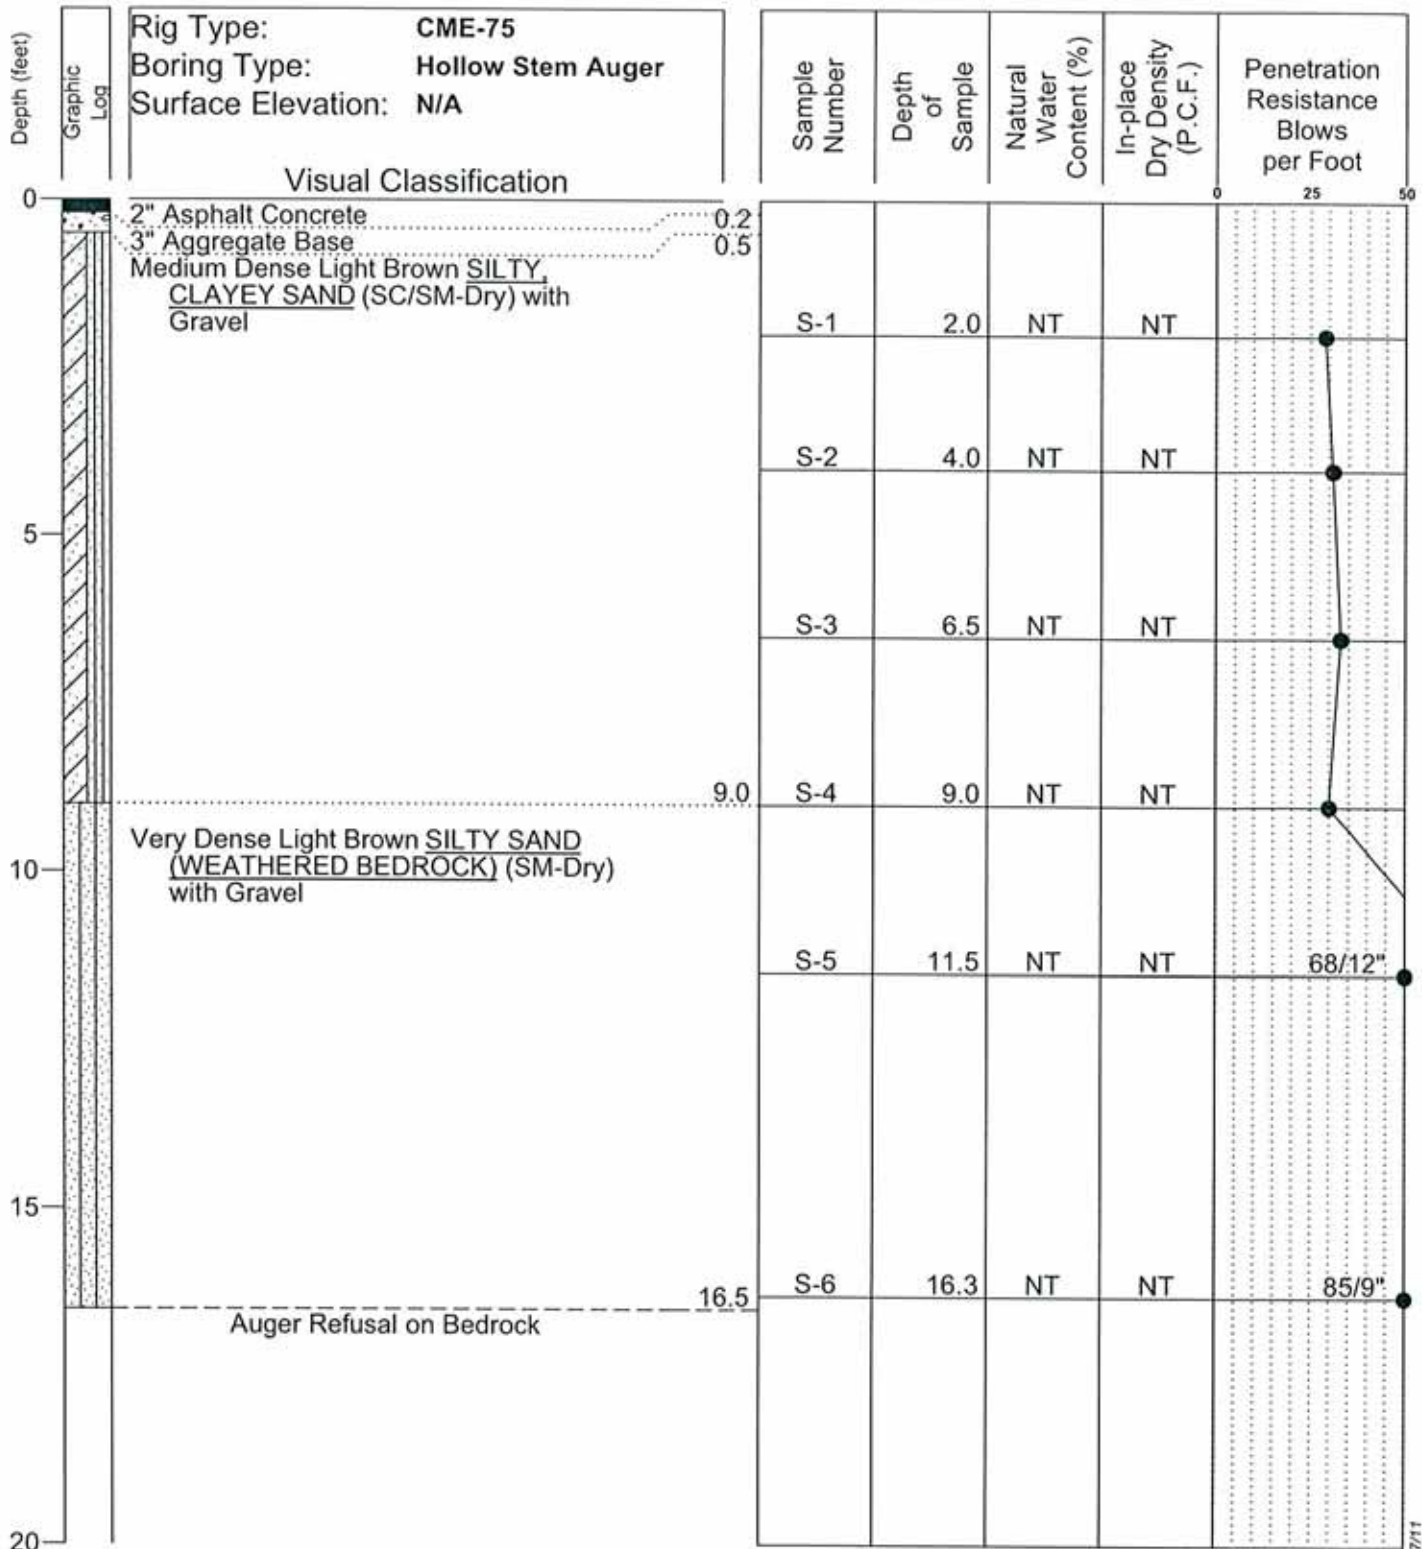 Depth (feet)
Graphic
Log
Rig Type: CME-75
Boring Type: Hollow Stem Auger
Surface Elevation: N/A
Visual Classification
Sample
Number
Depth
of
Sample
Natural
Water
Content (%)
In-place
Dry Density
(P.C.F.)
Penetration
Resistance
Blows
per Foot
0 25 50
0
2" Asphalt Concrete 0.2
3" Aggregate Base 0.5
Medium Dense Light Brown SILTY,
CLAYEY SAND (SC/SM-Dry) with
Gravel
S-1 2.0 NT NT
S-2 4.0 NT NT
5
S-3 6.5 NT NT
9.0 S-4 9.0 NT NT
Very Dense Light Brown SILTY SAND
(WEATHERED BEDROCK) (SM-Dry)
with Gravel
10
S-5 11.5 NT NT 68/12"
15
16.5 S-6 16.3 NT NT 85/9"
Auger Refusal on Bedrock
20
7/11